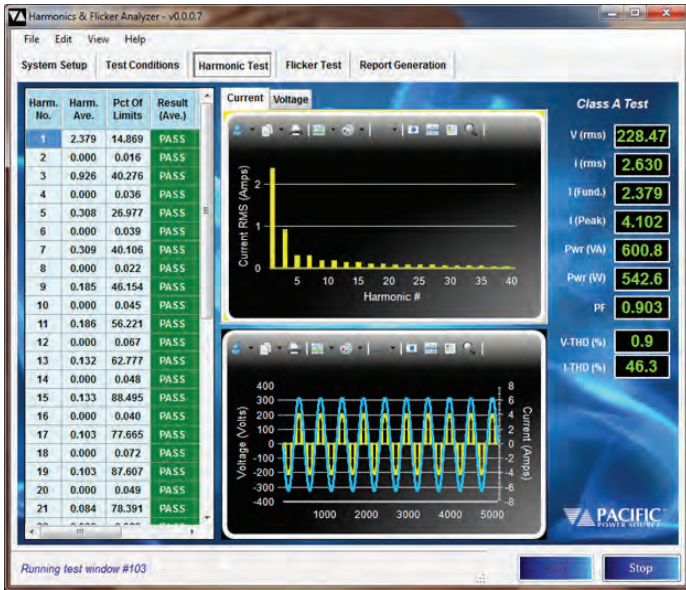 Harmonics & Flicker Analyzer - v0.0.0.7
File Edit View Help
System Setup Test Conditions Harmonic Test Flicker Test Report Generation
Harm. No. Harm. Ave. Pct Of Limits Result (Ave.)
1 2.379 14.869 PASS
2 0.000 0.016 PASS
3 0.926 40.276 PASS
4 0.000 0.036 PASS
5 0.308 26.977 PASS
6 0.000 0.039 PASS
7 0.309 40.106 PASS
8 0.000 0.022 PASS
9 0.185 46.154 PASS
10 0.000 0.045 PASS
11 0.186 56.221 PASS
12 0.000 0.067 PASS
13 0.132 62.777 PASS
14 0.000 0.048 PASS
15 0.133 88.495 PASS
16 0.000 0.040 PASS
17 0.103 77.665 PASS
18 0.000 0.072 PASS
19 0.103 87.607 PASS
20 0.000 0.049 PASS
21 0.084 78.391 PASS
Current Voltage
Current RMS (Amps)
2
1
0
5 10 15 20 25 30 35 40
Harmonic #
Voltage (Volts)
400
300
200
100
0
-100
-200
-300
-400
8
6
4
2
0
-2
-4
-6
-8
Current (Amps)
1000 2000 3000 4000 5000
Class A Test
V (rms) 228.47
I (rms) 2.630
I (Fund.) 2.379
I (Peak) 4.102
Pwr (VA) 600.8
Pwr (W) 542.6
PF 0.903
V-THD (%) 0.9
I-THD (%) 46.3
PACIFIC
POWER SOURCE
Running test window #103
Stop